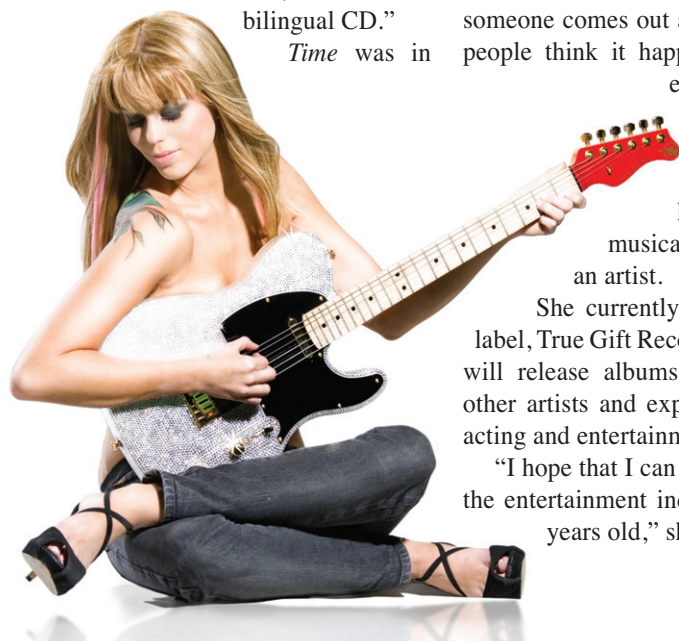 bilingual CD.”
Time was in
someone comes out a
people think it happ
e
musica
an artist.
She currently
label, True Gift Reco
will release albums
other artists and exp
acting and entertainm
“I hope that I can
the entertainment ind
years old,” sh